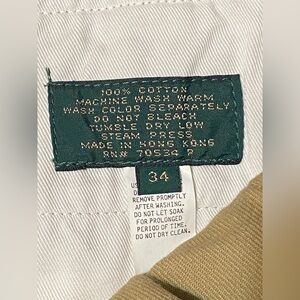 100% COTTON
MACHINE WASH WARM
WASH COLOR SEPARATELY
DO NOT BLEACH
TUMBLE DRY LOW
STEAM PRESS
MADE IN HONG KONG
RN# 70534 P
34
REMOVE PROMPTLY
AFTER WASHING.
DO NOT LET SOAK
FOR PROLONGED
PERIOD OF TIME.
DO NOT DRY CLEAN.